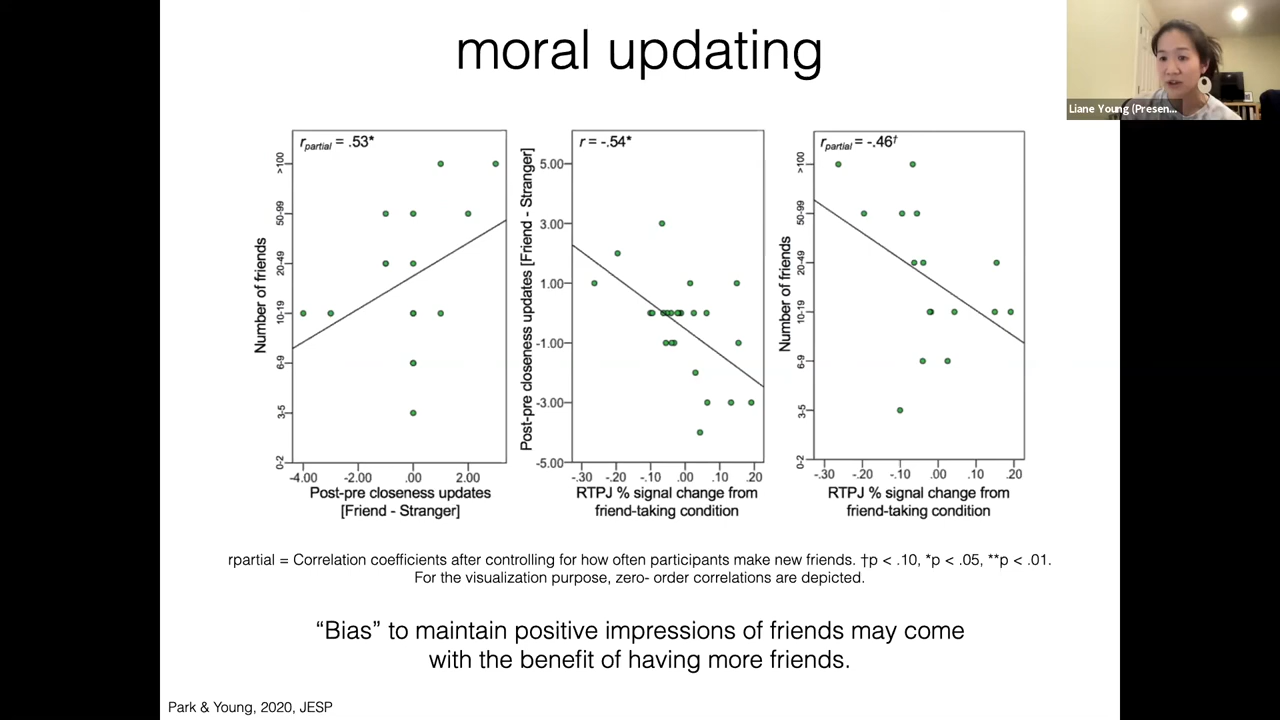 moral updating
Liane Young (Presen...
rpartial = .53*
Number of friends
>100
50-99
20-49
10-19
6-9
3-5
0-2
-4.00 -2.00 .00 2.00
Post-pre closeness updates
[Friend - Stranger]
r = -.54*
Post-pre closeness updates [Friend - Stranger]
5.00
3.00
1.00
-1.00
-3.00
-5.00
-.30 -.20 -.10 .00 .10 .20
RTPJ % signal change from
friend-taking condition
rpartial = -.46†
Number of friends
>100
50-99
20-49
10-19
6-9
3-5
0-2
-.30 -.20 -.10 .00 .10 .20
RTPJ % signal change from
friend-taking condition
rpartial = Correlation coefficients after controlling for how often participants make new friends. †p < .10, *p < .05, **p < .01.
For the visualization purpose, zero- order correlations are depicted.
“Bias” to maintain positive impressions of friends may come
with the benefit of having more friends.
Park & Young, 2020, JESP